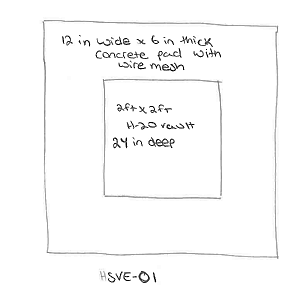 12 in wide x 6 in thick
concrete pad with
wire mesh
2ft x 2ft
H-20 vault
24 in deep
HSVE-01